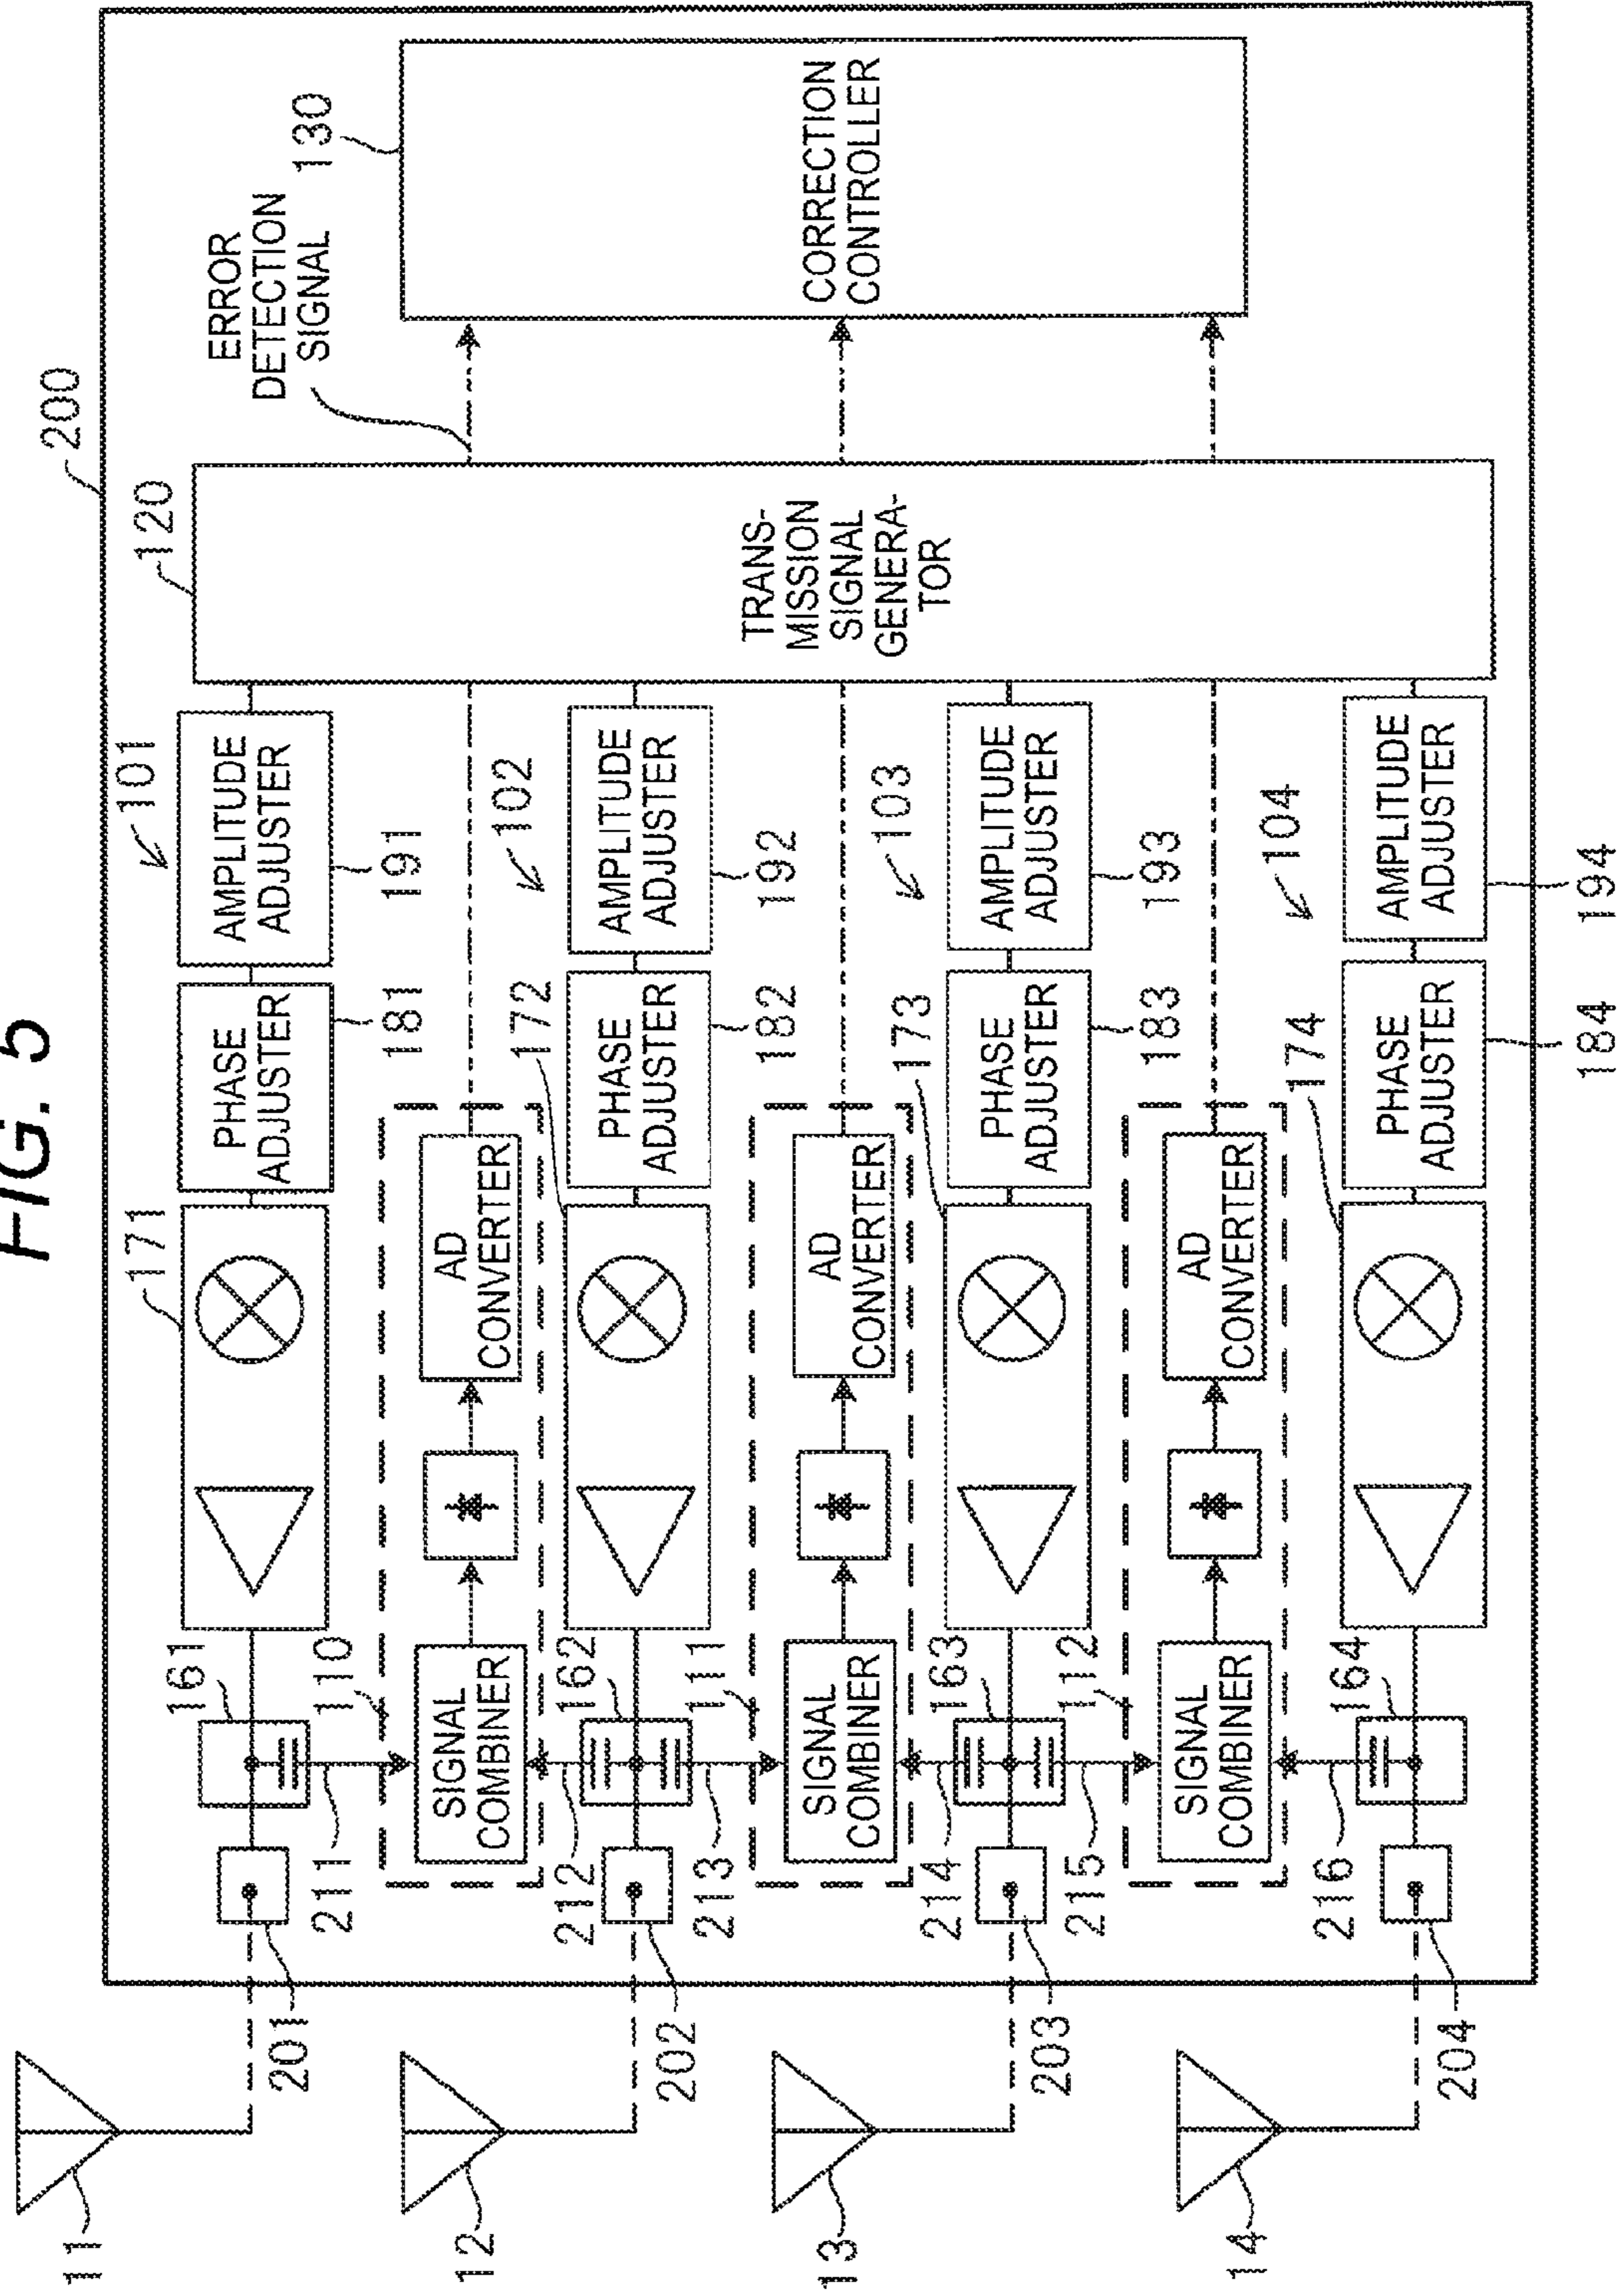 FIG. 5
200
11
201
161
171
PHASE
ADJUSTER
181
AMPLITUDE
ADJUSTER
191
101
120
ERROR
DETECTION
SIGNAL
130
211
110
SIGNAL
COMBINER
AD
CONVERTER
212
12
202
162
172
PHASE
ADJUSTER
182
AMPLITUDE
ADJUSTER
192
102
TRANS-
MISSION
SIGNAL
GENERA-
TOR
CORRECTION
CONTROLLER
213
111
SIGNAL
COMBINER
AD
CONVERTER
214
13
203
163
173
PHASE
ADJUSTER
183
AMPLITUDE
ADJUSTER
193
103
215
112
SIGNAL
COMBINER
AD
CONVERTER
216
14
204
164
174
PHASE
ADJUSTER
184
AMPLITUDE
ADJUSTER
194
104